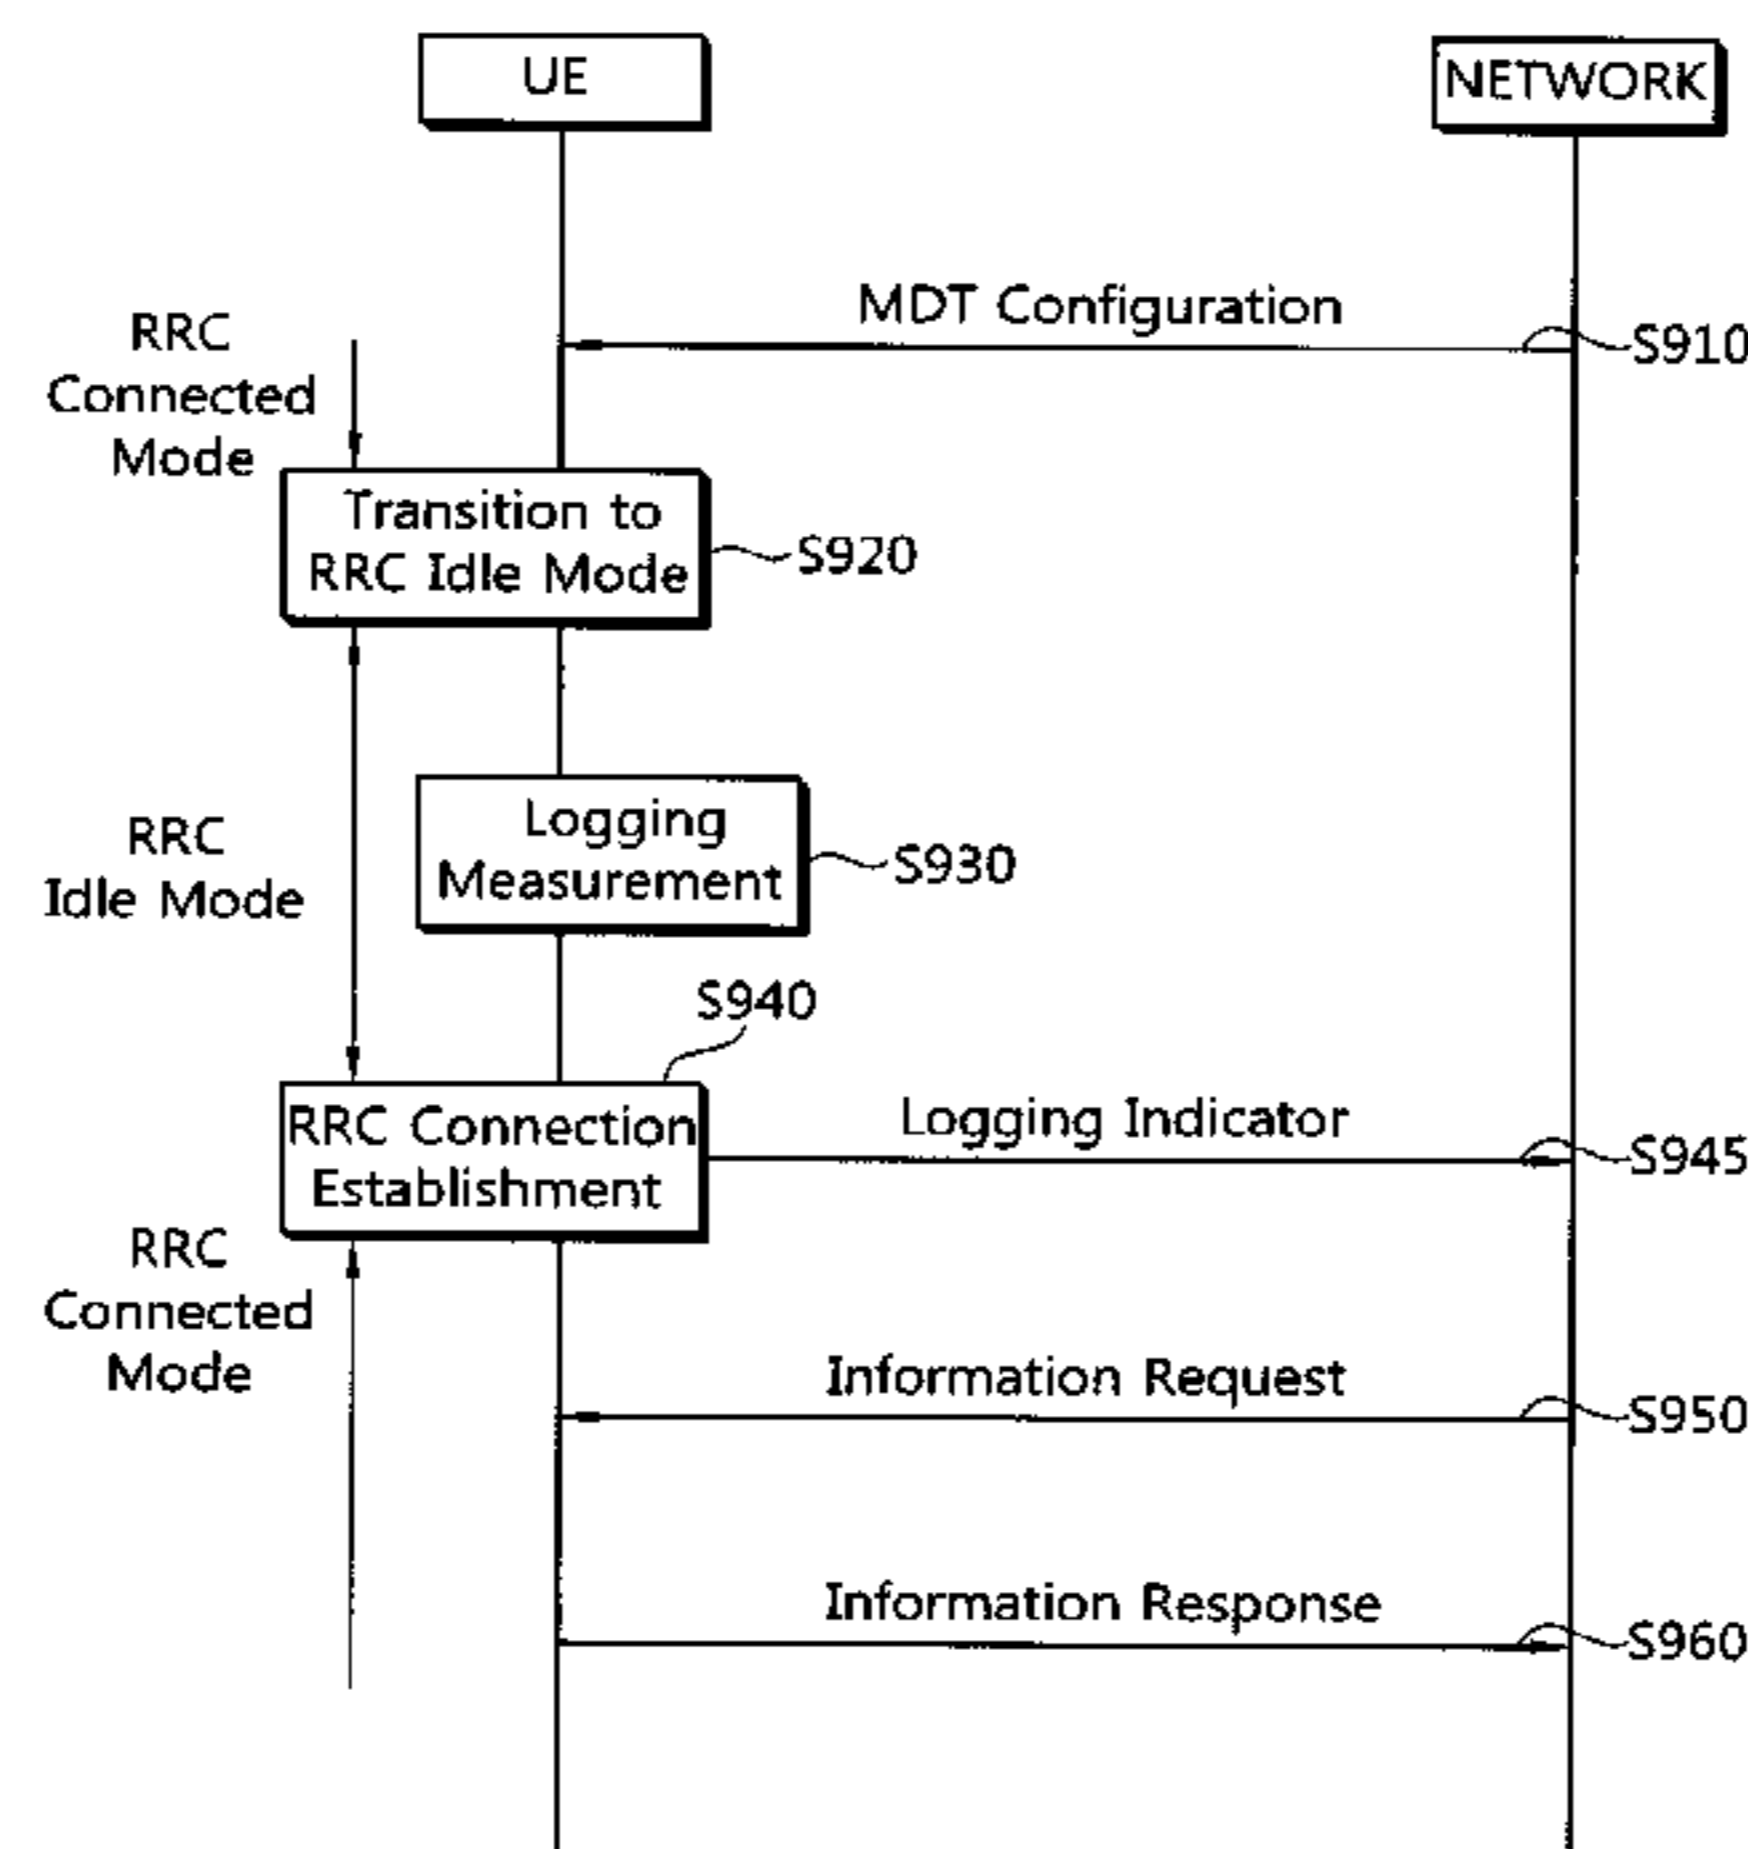 UE
NETWORK
MDT Configuration
S910
RRC
Connected
Mode
Transition to
RRC Idle Mode
S920
RRC
Idle Mode
Logging
Measurement
S930
S940
RRC Connection
Establishment
Logging Indicator
S945
RRC
Connected
Mode
Information Request
S950
Information Response
S960